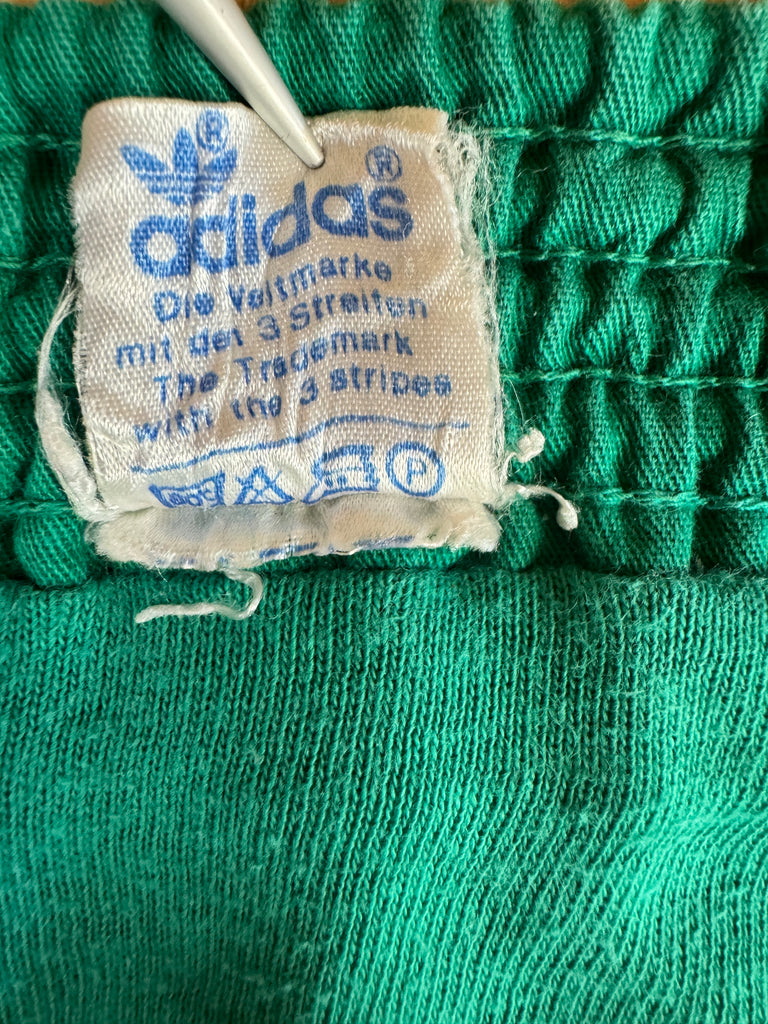 ®
adidas®
Die Weltmarke
mit den 3 Streifen
The Trademark
with the 3 stripes
P